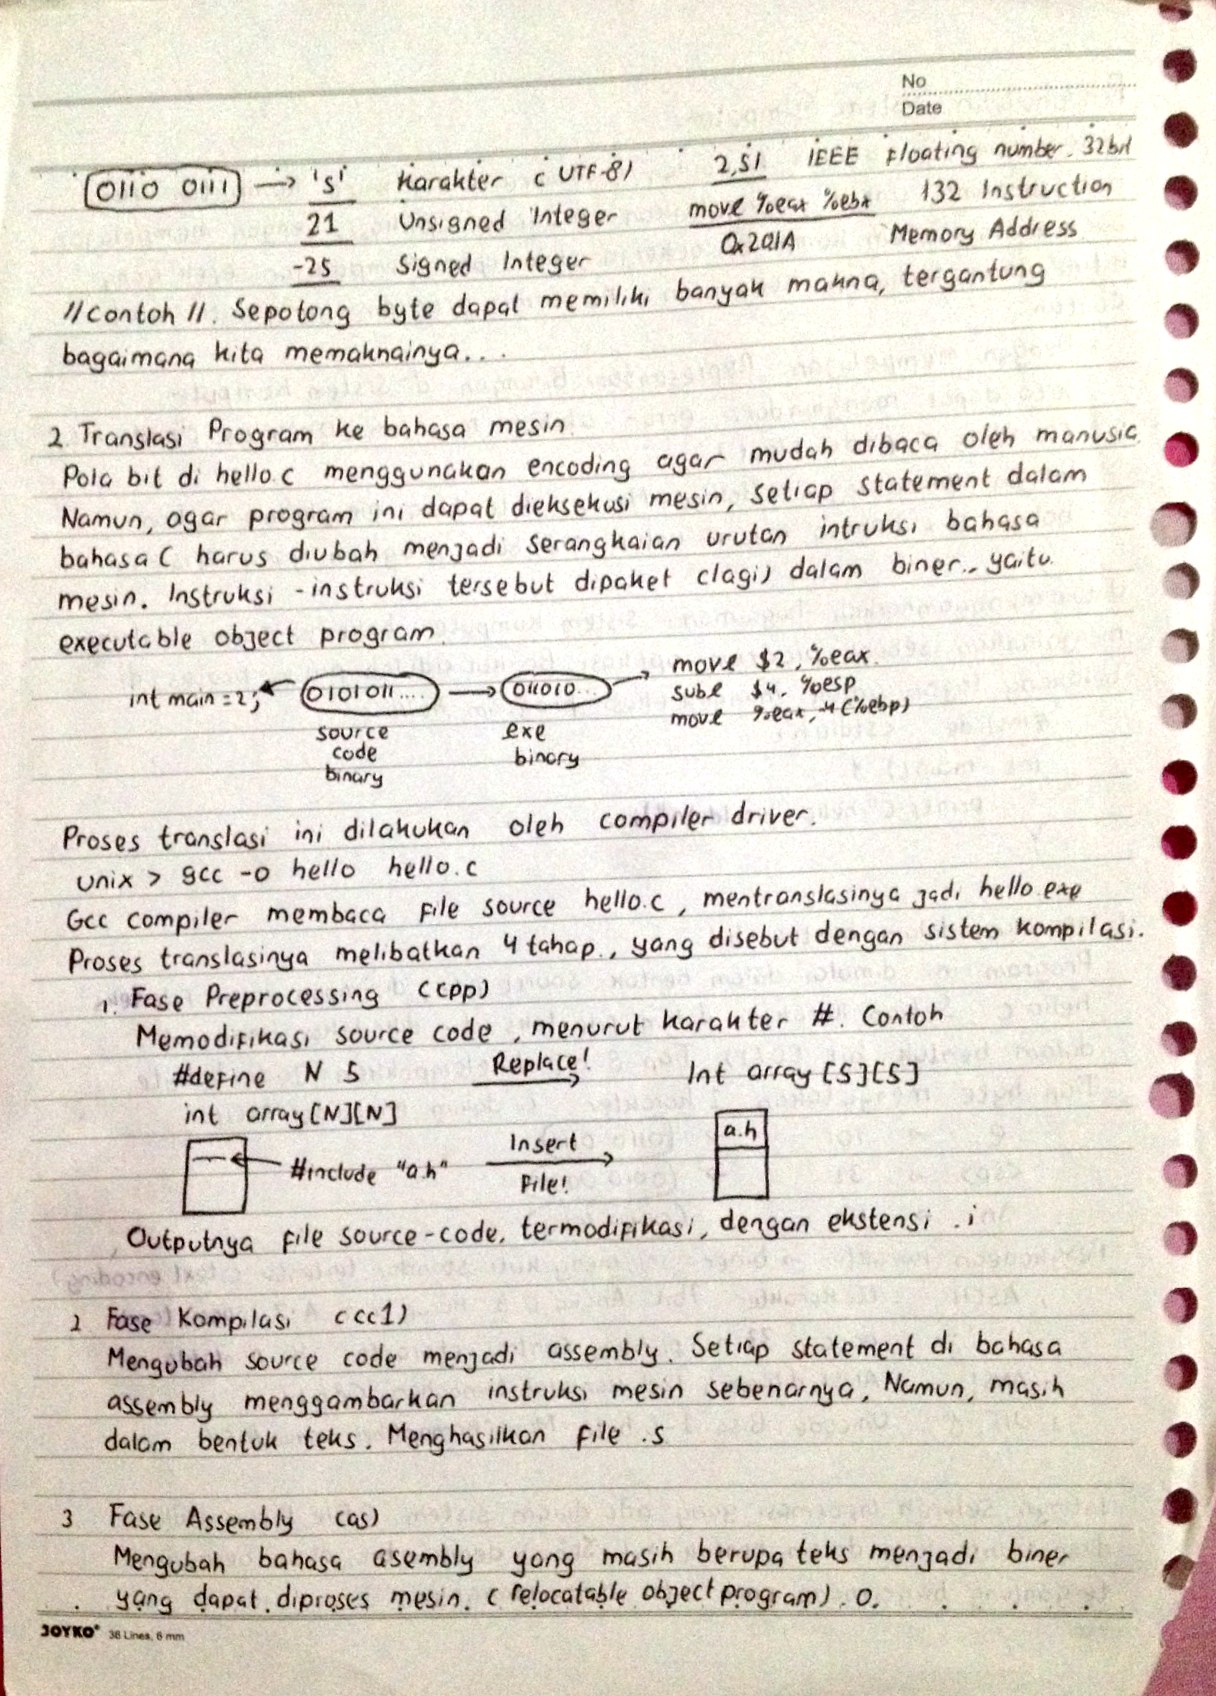 No
Date
0110 0111 → 's' Karakter (UTF-8) 2,51 IEEE Floating number. 32bit
21 Unsigned Integer move %eax %ebx 132 Instruction
-25 Signed Integer 0x201A Memory Address
//Contoh//. Sepotong byte dapat memiliki banyak makna, tergantung
bagaimana kita memaknainya...
2 Translasi Program ke bahasa mesin
Pola bit di hello.c menggunakan encoding agar mudah dibaca oleh manusia
Namun, agar program ini dapat dieksekusi mesin, setiap statement dalam
bahasa C harus diubah menjadi serangkaian urutan intruksi bahasa
mesin. Instruksi-instruksi tersebut dipaket (lagi) dalam biner., yaitu
executable object program.
int main = 2; ← 0101011.... → 011010... → move $2, %eax
subl $4, %esp
move %eax, -4(%ebp)
source code binary
exe binary
Proses translasi ini dilakukan oleh compiler driver.
unix > gcc -o hello hello.c
Gcc compiler membaca file source hello.c, mentranslasinya jadi hello.exe
Proses translasinya melibatkan 4 tahap., yang disebut dengan sistem kompilasi.
1. Fase Preprocessing (cpp)
Memodifikasi source code, menurut karakter #. Contoh
#define N 5 Replace! → Int array[5][5]
int array[N][N]
#include "a.h" Insert File! → a.h
Outputnya file source-code, termodifikasi, dengan ekstensi .i
2 Fase Kompilasi (cc1)
Mengubah source code menjadi assembly. Setiap statement di bahasa
assembly menggambarkan instruksi mesin sebenarnya, Namun, masih
dalam bentuk teks. Menghasilkan file .s
3 Fase Assembly (as)
Mengubah bahasa asembly yang masih berupa teks menjadi biner
yang dapat diproses mesin. (relocatable object program) .o.
JOYKO® 36 Lines, 6 mm